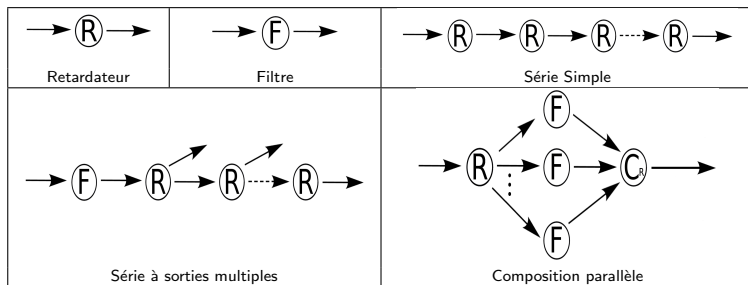 R
F
R R R R
Retardateur
Filtre
Série Simple
F R R R
F
R F C R
F
Série à sorties multiples
Composition parallèle